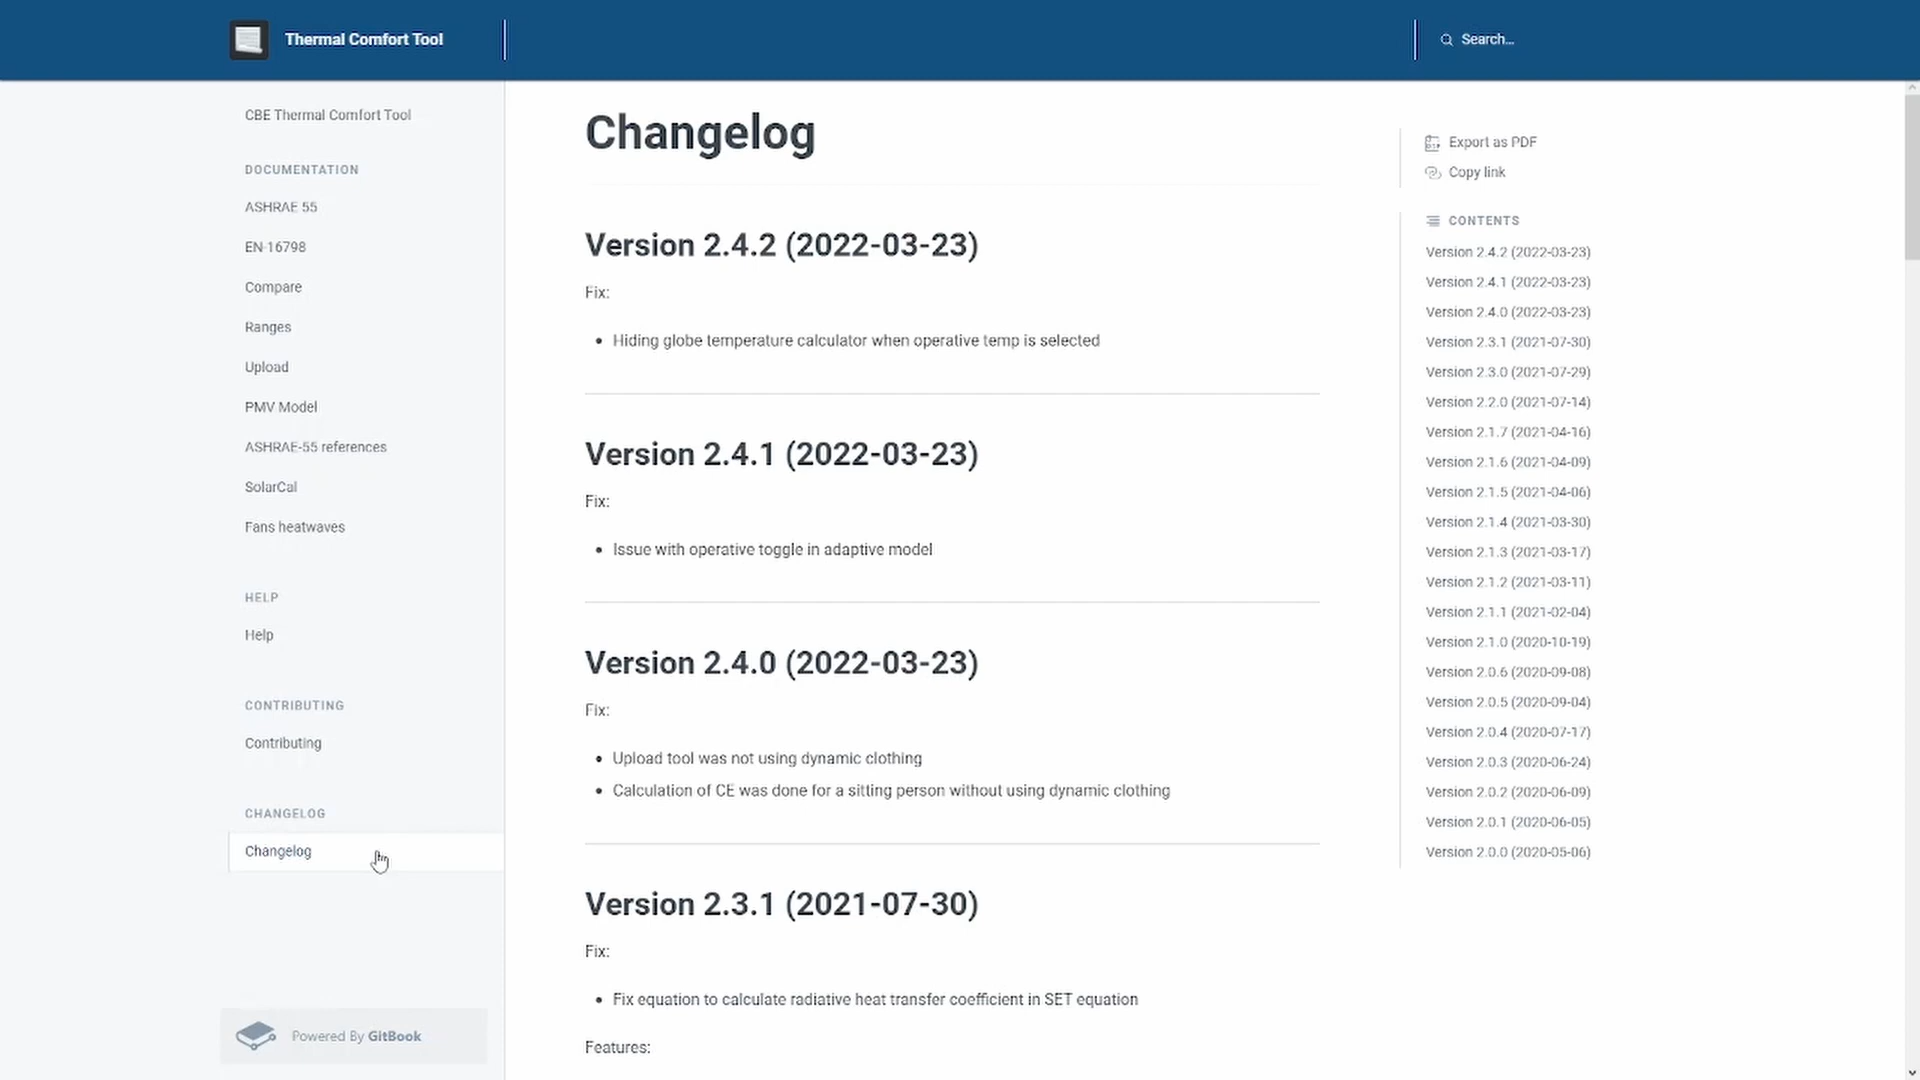 Thermal Comfort Tool
Search...
CBE Thermal Comfort Tool
DOCUMENTATION
ASHRAE 55
EN-16798
Compare
Ranges
Upload
PMV Model
ASHRAE-55 references
SolarCal
Fans heatwaves
HELP
Help
CONTRIBUTING
Contributing
CHANGELOG
Changelog
Powered By GitBook
Changelog
Version 2.4.2 (2022-03-23)
Fix:
• Hiding globe temperature calculator when operative temp is selected
Version 2.4.1 (2022-03-23)
Fix:
• Issue with operative toggle in adaptive model
Version 2.4.0 (2022-03-23)
Fix:
• Upload tool was not using dynamic clothing
• Calculation of CE was done for a sitting person without using dynamic clothing
Version 2.3.1 (2021-07-30)
Fix:
• Fix equation to calculate radiative heat transfer coefficient in SET equation
Features:
Export as PDF
Copy link
CONTENTS
Version 2.4.2 (2022-03-23)
Version 2.4.1 (2022-03-23)
Version 2.4.0 (2022-03-23)
Version 2.3.1 (2021-07-30)
Version 2.3.0 (2021-07-29)
Version 2.2.0 (2021-07-14)
Version 2.1.7 (2021-04-16)
Version 2.1.6 (2021-04-09)
Version 2.1.5 (2021-04-06)
Version 2.1.4 (2021-03-30)
Version 2.1.3 (2021-03-17)
Version 2.1.2 (2021-03-11)
Version 2.1.1 (2021-02-04)
Version 2.1.0 (2020-10-19)
Version 2.0.6 (2020-09-08)
Version 2.0.5 (2020-09-04)
Version 2.0.4 (2020-07-17)
Version 2.0.3 (2020-06-24)
Version 2.0.2 (2020-06-09)
Version 2.0.1 (2020-06-05)
Version 2.0.0 (2020-05-06)